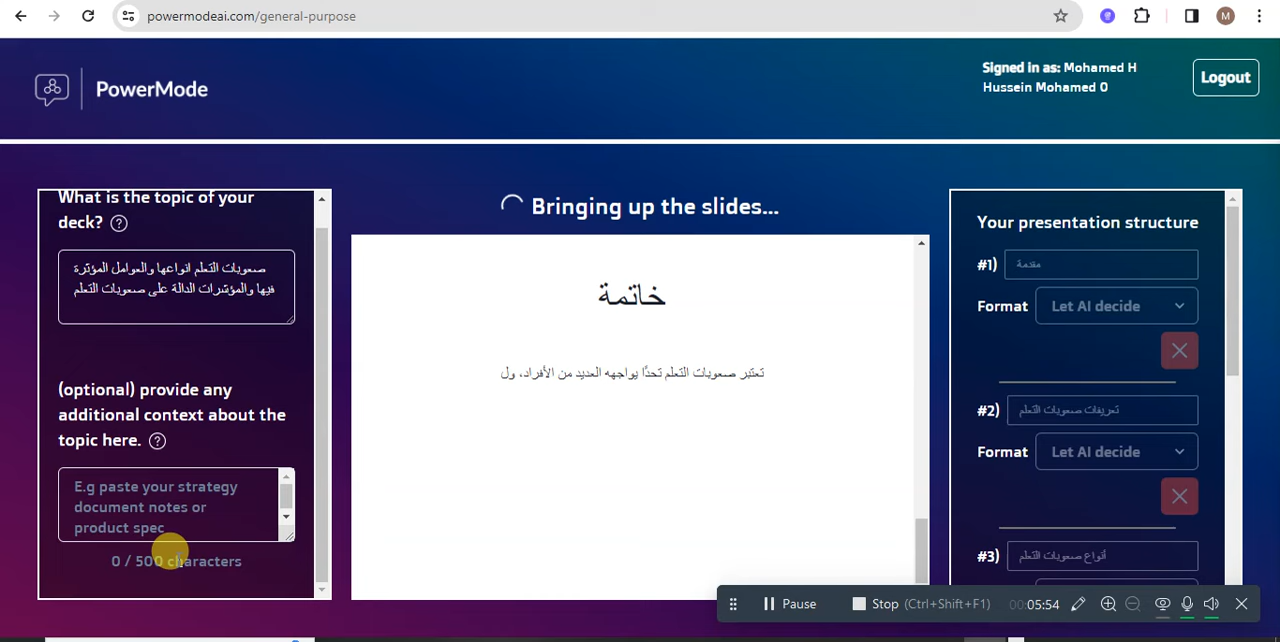 powermodeai.com/general-purpose
M
PowerMode
Signed in as: Mohamed H
Hussein Mohamed 0
Logout
What is the topic of your
deck? ?
صعوبات التعلم انواعها والعوامل المؤثرة
فيها والمؤشرات الدالة على صعوبات التعلم
(optional) provide any
additional context about the
topic here. ?
E.g paste your strategy
document notes or
product spec
0 / 500 characters
Bringing up the slides...
خاتمة
تعتبر صعوبات التعلم تحدًا يواجهه العديد من الأفراد، ول
Your presentation structure
#1) مقدمة
Format Let AI decide
#2) تعريفات صعوبات التعلم
Format Let AI decide
#3) أنواع صعوبات التعلم
Pause Stop (Ctrl+Shift+F1) 00:05:54